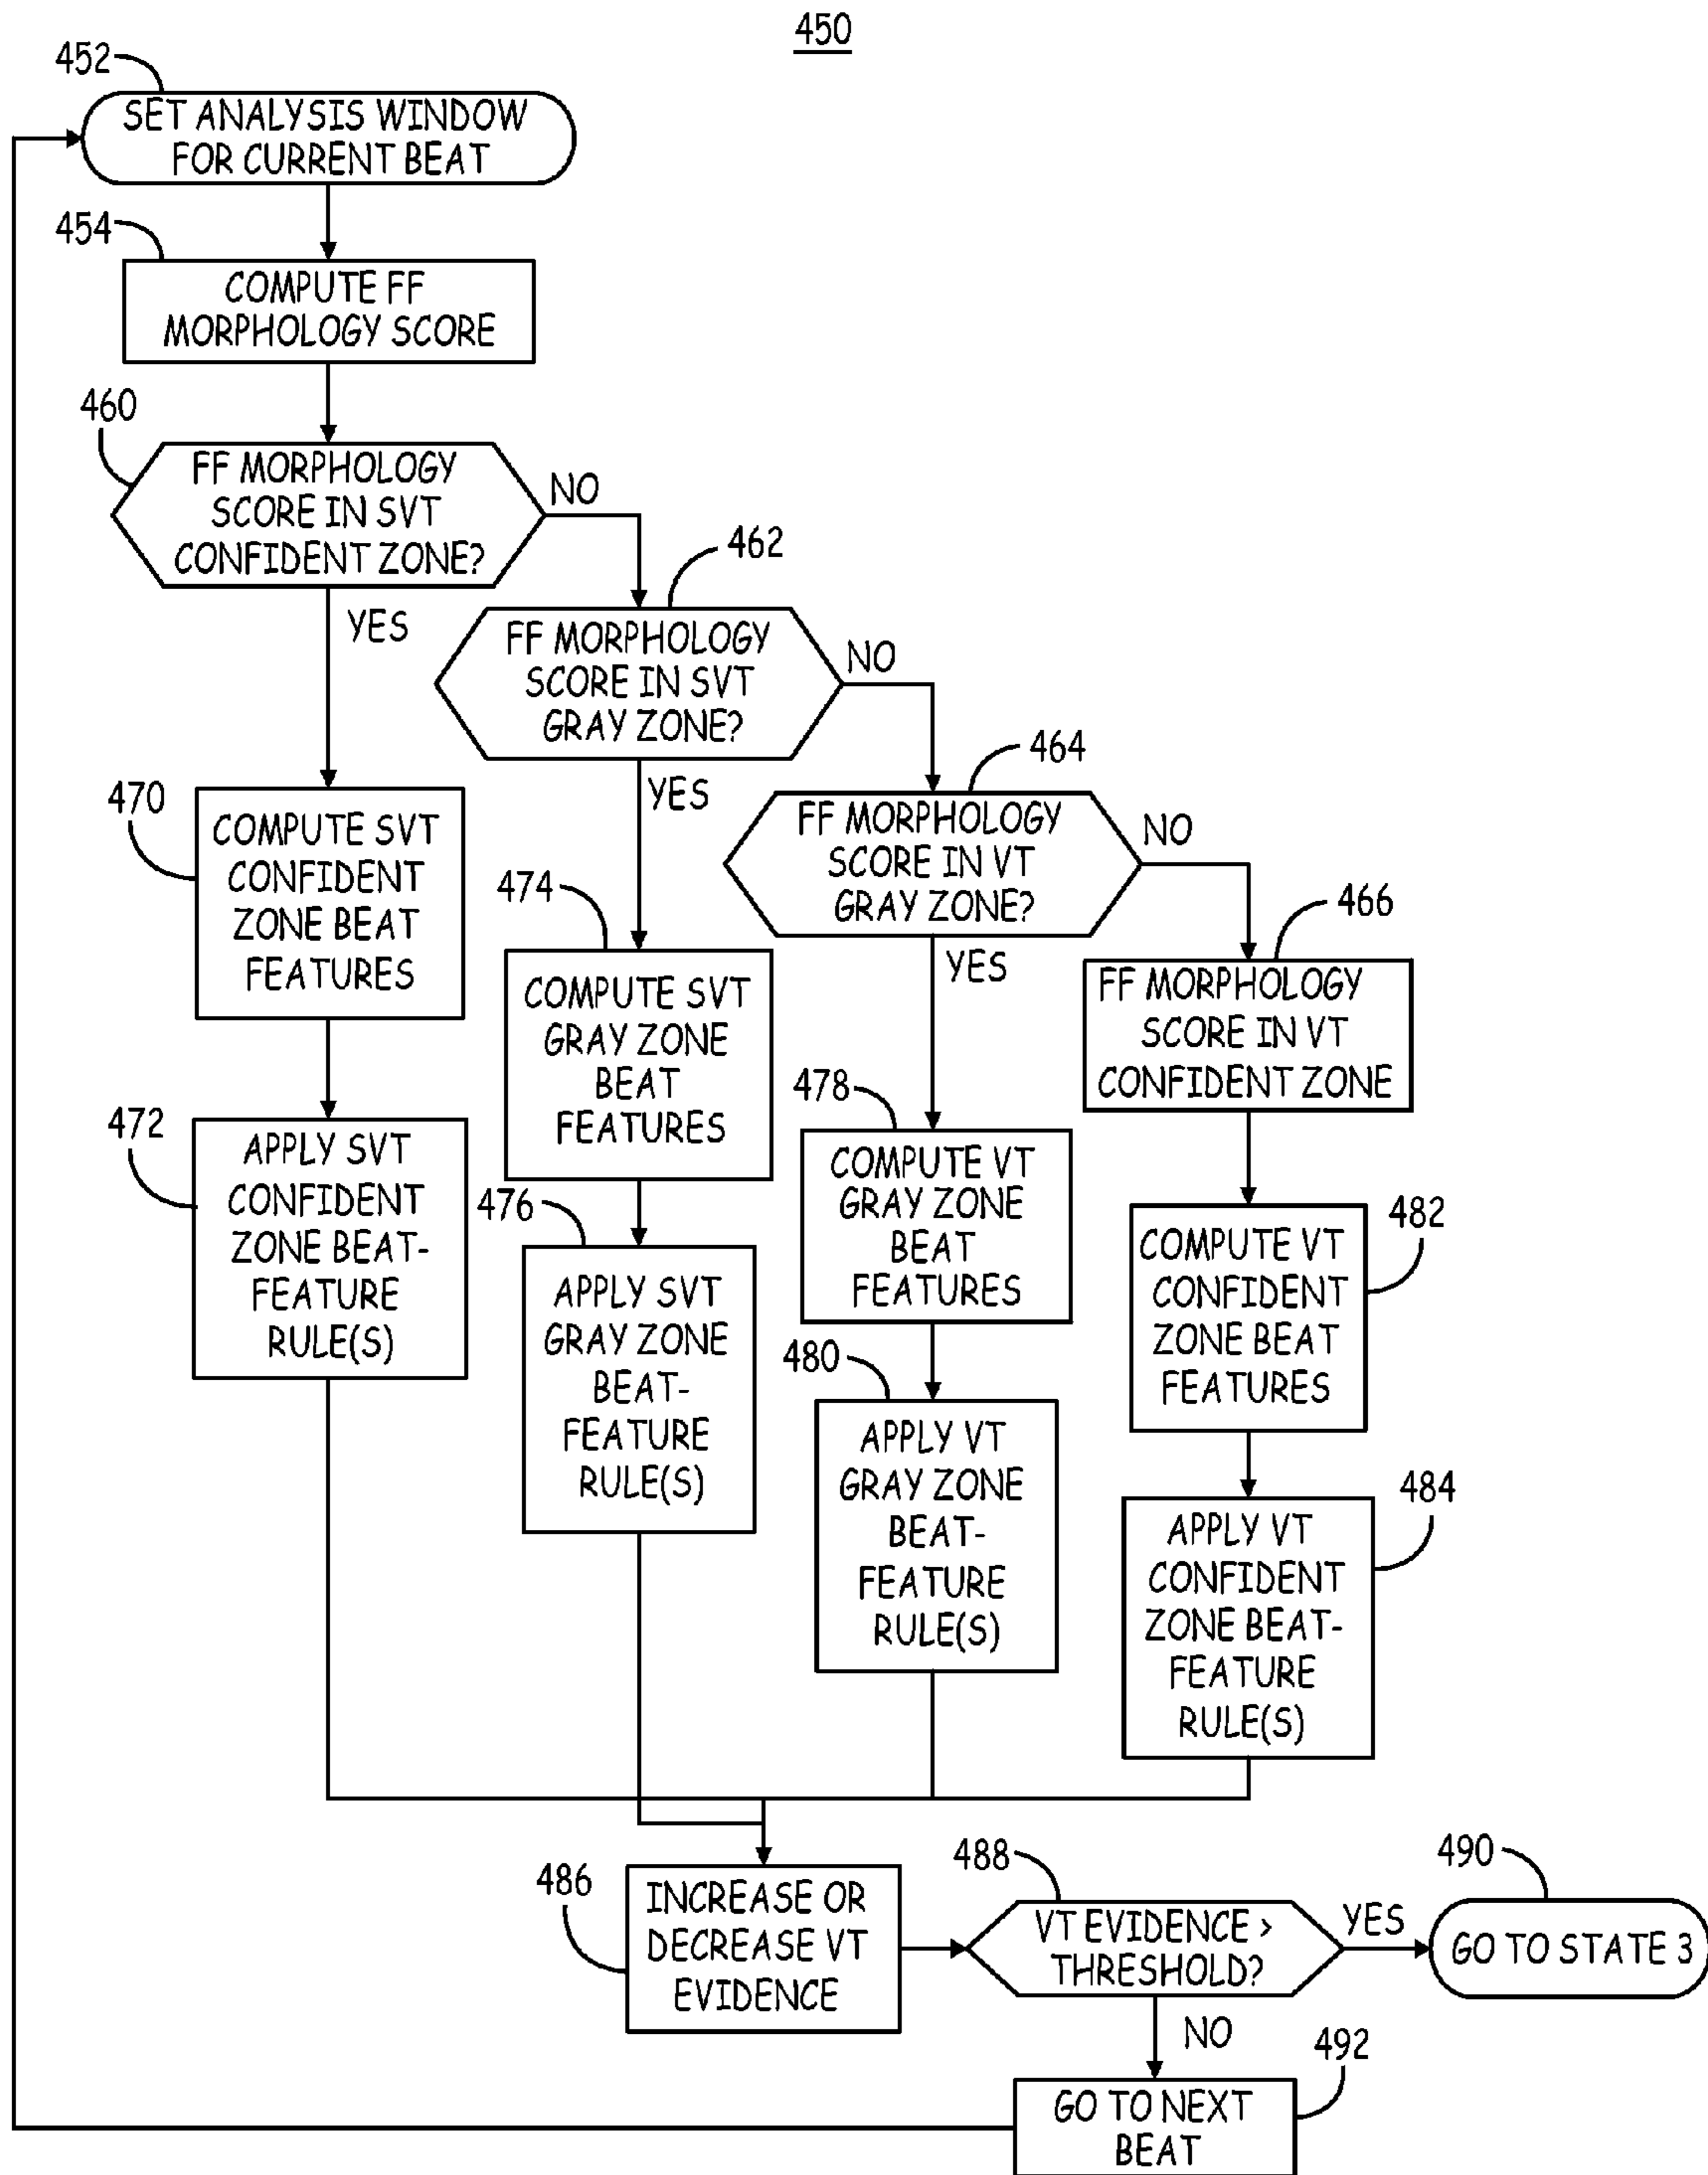 450
452
SET ANALYSIS WINDOW
FOR CURRENT BEAT
454
COMPUTE FF
MORPHOLOGY SCORE
460
FF MORPHOLOGY
SCORE IN SVT
CONFIDENT ZONE?
NO
YES
462
FF MORPHOLOGY
SCORE IN SVT
GRAY ZONE?
NO
YES
464
FF MORPHOLOGY
SCORE IN VT
GRAY ZONE?
NO
YES
466
FF MORPHOLOGY
SCORE IN VT
CONFIDENT ZONE
470
COMPUTE SVT
CONFIDENT
ZONE BEAT
FEATURES
472
APPLY SVT
CONFIDENT
ZONE BEAT-
FEATURE
RULE(S)
474
COMPUTE SVT
GRAY ZONE
BEAT
FEATURES
476
APPLY SVT
GRAY ZONE
BEAT-
FEATURE
RULE(S)
478
COMPUTE VT
GRAY ZONE
BEAT
FEATURES
480
APPLY VT
GRAY ZONE
BEAT-
FEATURE
RULE(S)
482
COMPUTE VT
CONFIDENT
ZONE BEAT
FEATURES
484
APPLY VT
CONFIDENT
ZONE BEAT-
FEATURE
RULE(S)
486
INCREASE OR
DECREASE VT
EVIDENCE
488
VT EVIDENCE >
THRESHOLD?
YES
NO
490
GO TO STATE 3
492
GO TO NEXT
BEAT